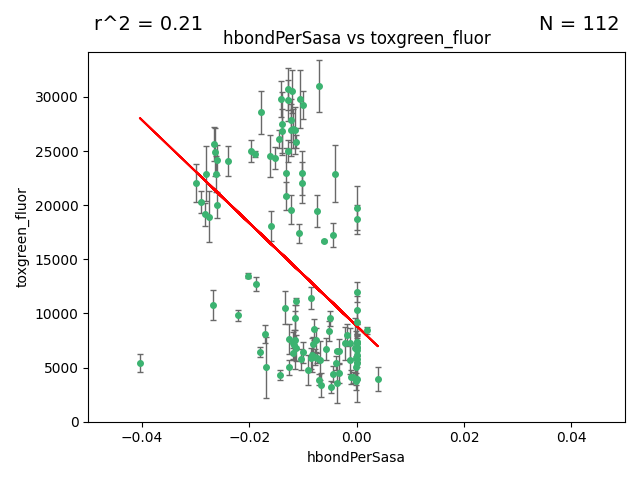 r^2 = 0.21
N = 112
hbondPerSasa vs toxgreen_fluor
toxgreen_fluor
30000
25000
20000
15000
10000
5000
0
−0.04
−0.02
0.00
0.02
0.04
hbondPerSasa